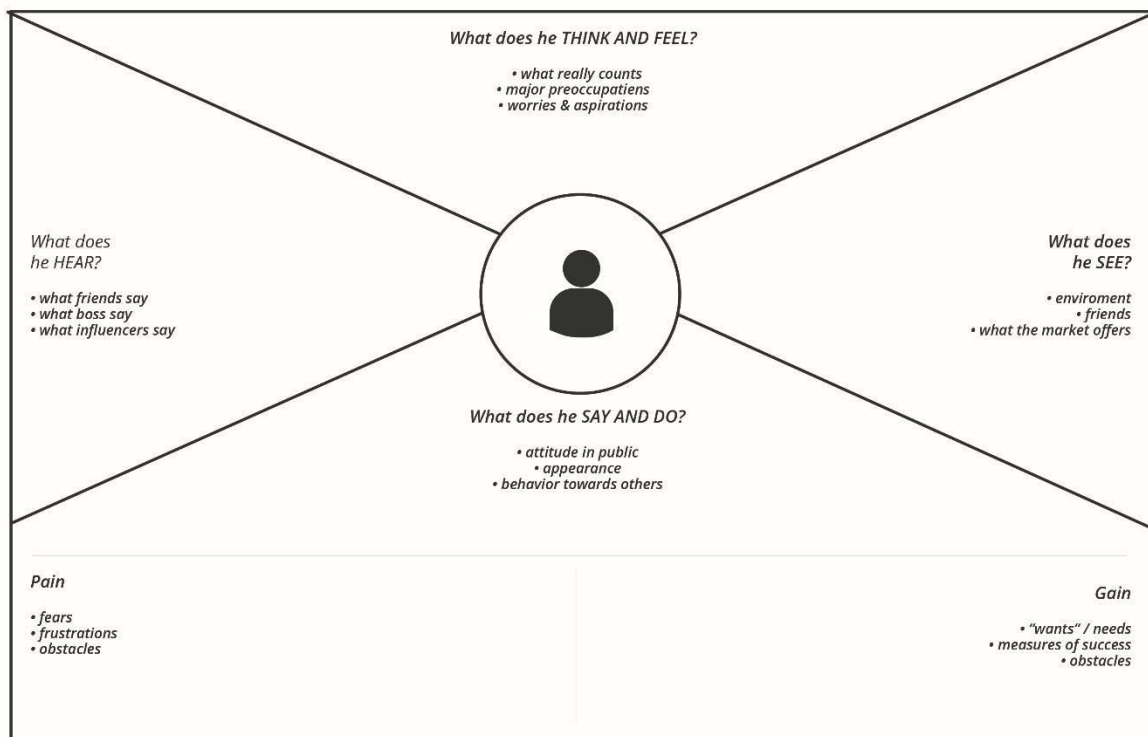 What does he THINK AND FEEL?
• what really counts
• major preoccupatiens
• worries & aspirations
What does
he HEAR?
• what friends say
• what boss say
• what influencers say
What does
he SEE?
• enviroment
• friends
• what the market offers
What does he SAY AND DO?
• attitude in public
• appearance
• behavior towards others
Pain
• fears
• frustrations
• obstacles
Gain
• “wants” / needs
• measures of success
• obstacles